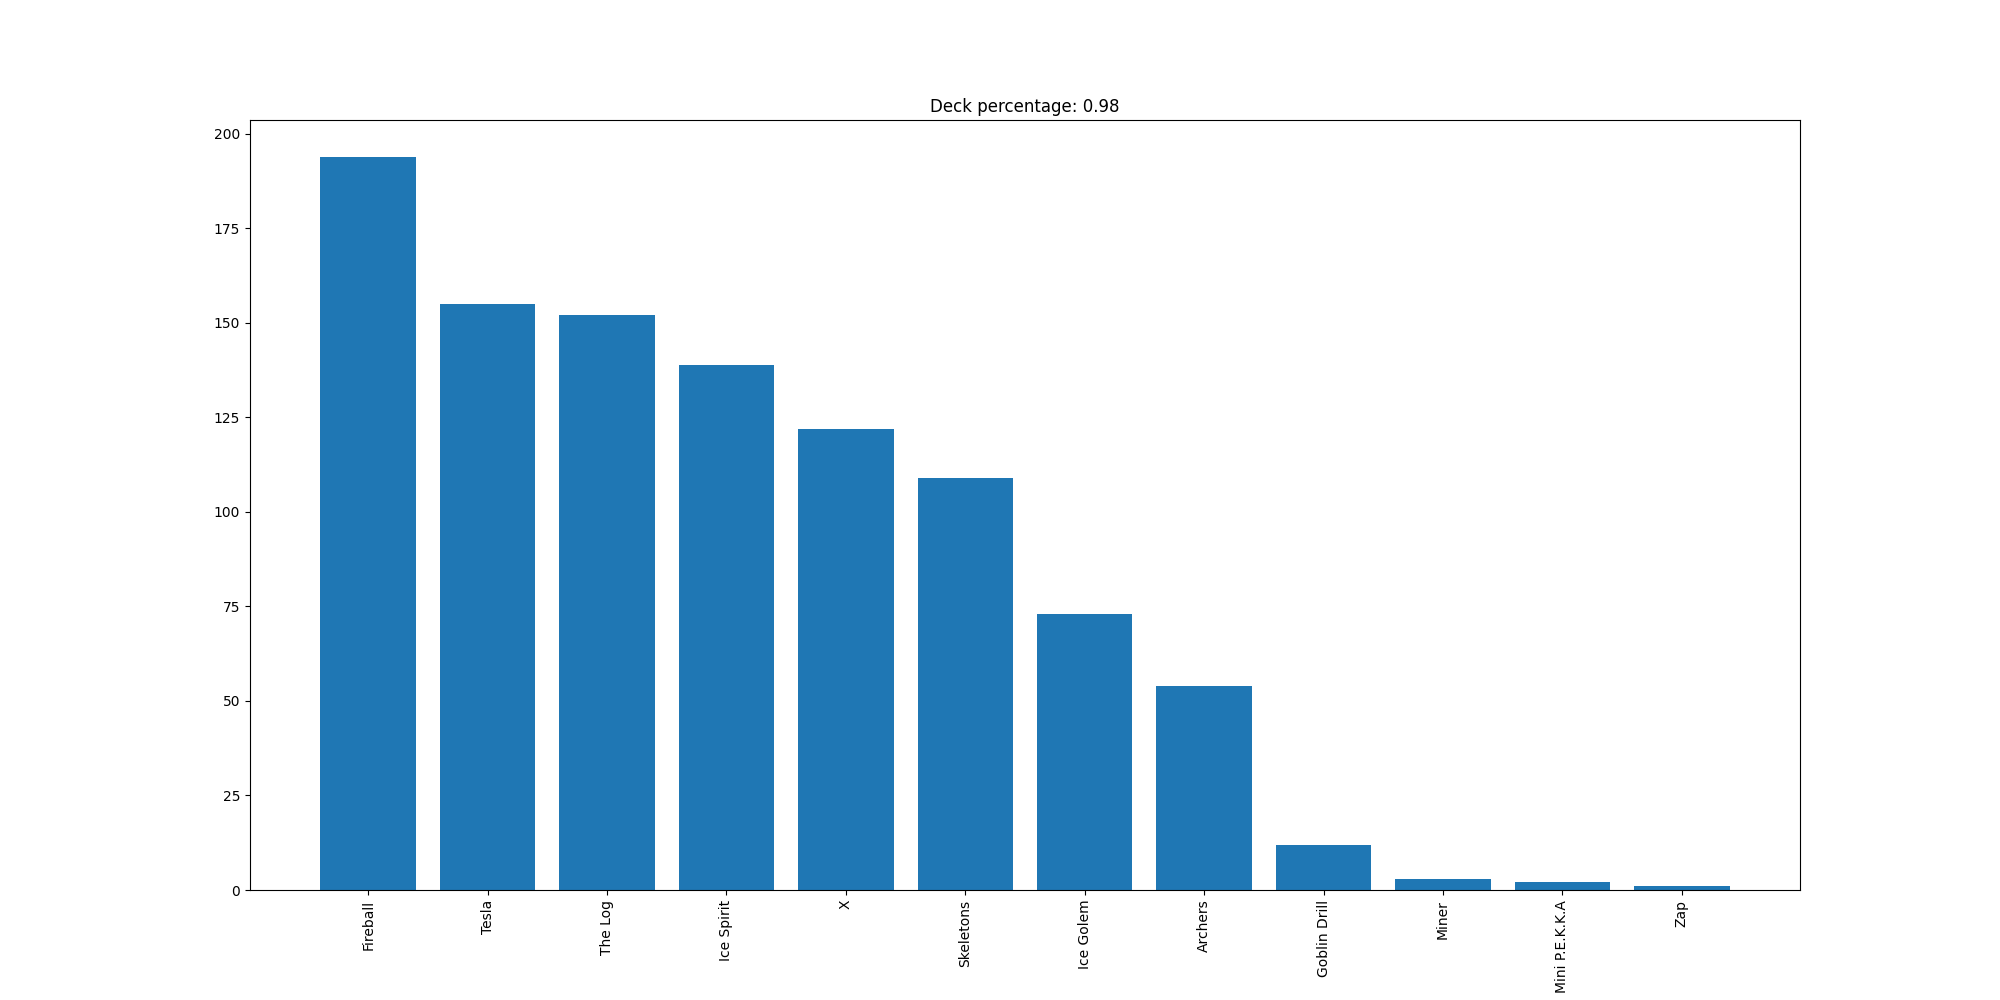 Deck percentage: 0.98
200
175
150
125
100
75
50
25
0
Fireball
Tesla
The Log
Ice Spirit
X
Skeletons
Ice Golem
Archers
Goblin Drill
Miner
Mini P.E.K.K.A
Zap